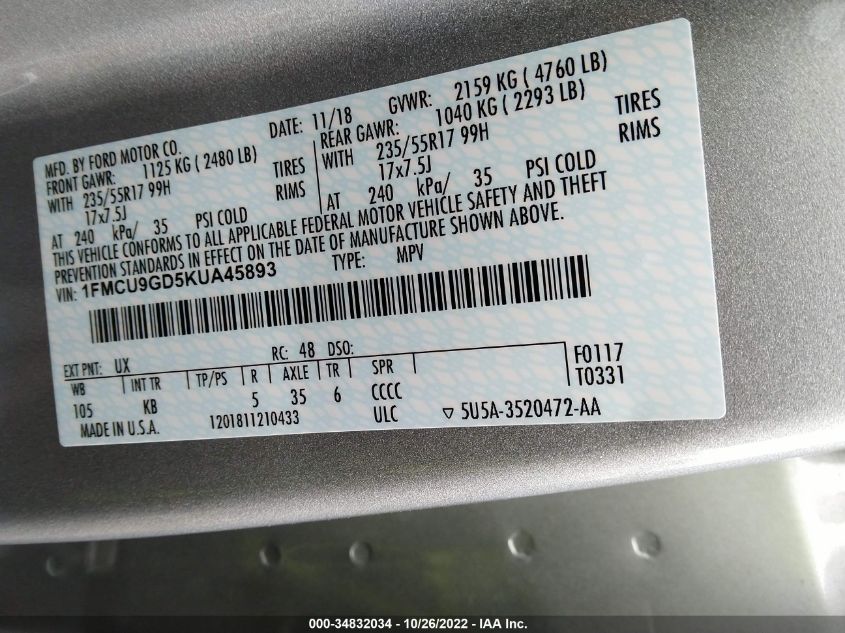 MFD. BY FORD MOTOR CO. DATE: 11/18 GVWR: 2159 KG ( 4760 LB)
FRONT GAWR: 1125 KG ( 2480 LB) REAR GAWR: 1040 KG ( 2293 LB)
WITH 235/55R17 99H TIRES WITH 235/55R17 99H TIRES
17x7.5J RIMS 17x7.5J RIMS
AT 240 kPa/ 35 PSI COLD AT 240 kPa/ 35 PSI COLD
THIS VEHICLE CONFORMS TO ALL APPLICABLE FEDERAL MOTOR VEHICLE SAFETY AND THEFT
PREVENTION STANDARDS IN EFFECT ON THE DATE OF MANUFACTURE SHOWN ABOVE.
VIN: 1FMCU9GD5KUA45893 TYPE: MPV
EXT PNT: UX RC: 48 DSO:
WB INT TR TP/PS R AXLE TR SPR F0117
105 KB 5 35 6 CCCC T0331
MADE IN U.S.A. 1201811210433 ULC ▽ 5U5A-3520472-AA
000-34832034 - 10/26/2022 - IAA Inc.